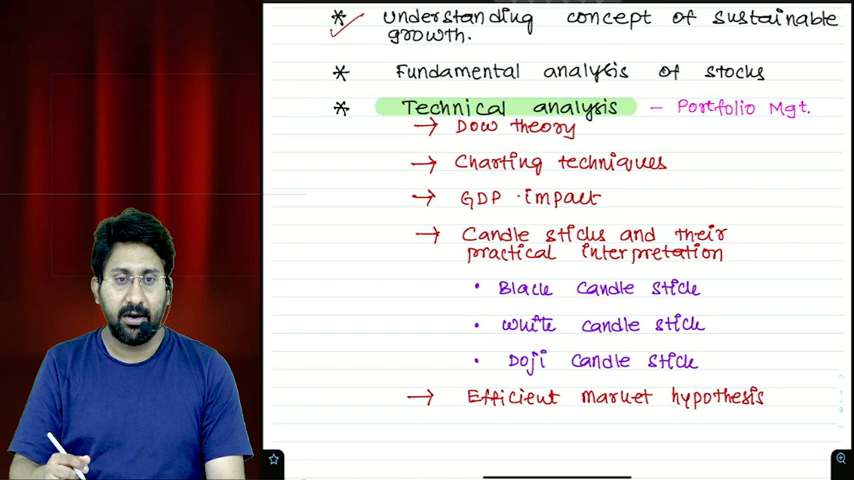 * Understanding concept of sustainable
growth.
* Fundamental analysis of stocks
* Technical analysis - Portfolio Mgt.
→ Dow theory
→ Charting techniques
→ GDP impact
→ Candle sticks and their
practical interpretation
• Black candle stick
• White candle stick
• Doji candle stick
→ Efficient market hypothesis